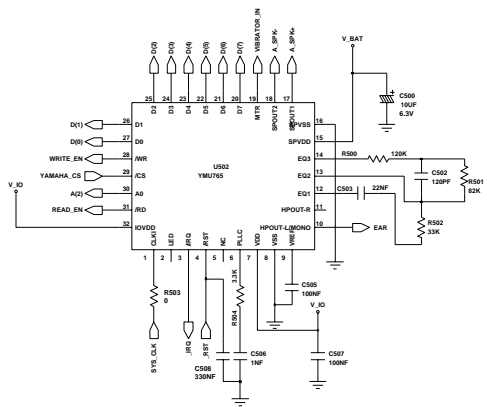 D(2)
D(3)
D(4)
D(5)
D(6)
D(7)
VIBRATOR_IN
A_SPK-
A_SPK+
V_BAT
25
24
23
22
21
20
19
18
17
D2
D3
D4
D5
D6
D7
MTR
SPOUT2
SPOUT1
C500
10UF
6.3V
D(1)
26
D1
SPVSS
16
D(0)
27
D0
SPVDD
15
WRITE_EN
28
/WR
U502
EQ3
14
R500
120K
YAMAHA_CS
29
/CS
YMU765
EQ2
13
C502
120PF
R501
82K
V_IO
A(2)
30
A0
EQ1
12
C503
22NF
READ_EN
31
/RD
HPOUT-R
11
R502
33K
32
IOVDD
HPOUT-L/MONO
10
EAR
CLKI
LED
/IRQ
/RST
NC
PLLC
VDD
VSS
VREF
1
2
3
4
5
6
7
8
9
R503
0
3.3K
R504
C505
100NF
V_IO
SYS_CLK
_IRQ
_RST
C508
330NF
C506
1NF
C507
100NF